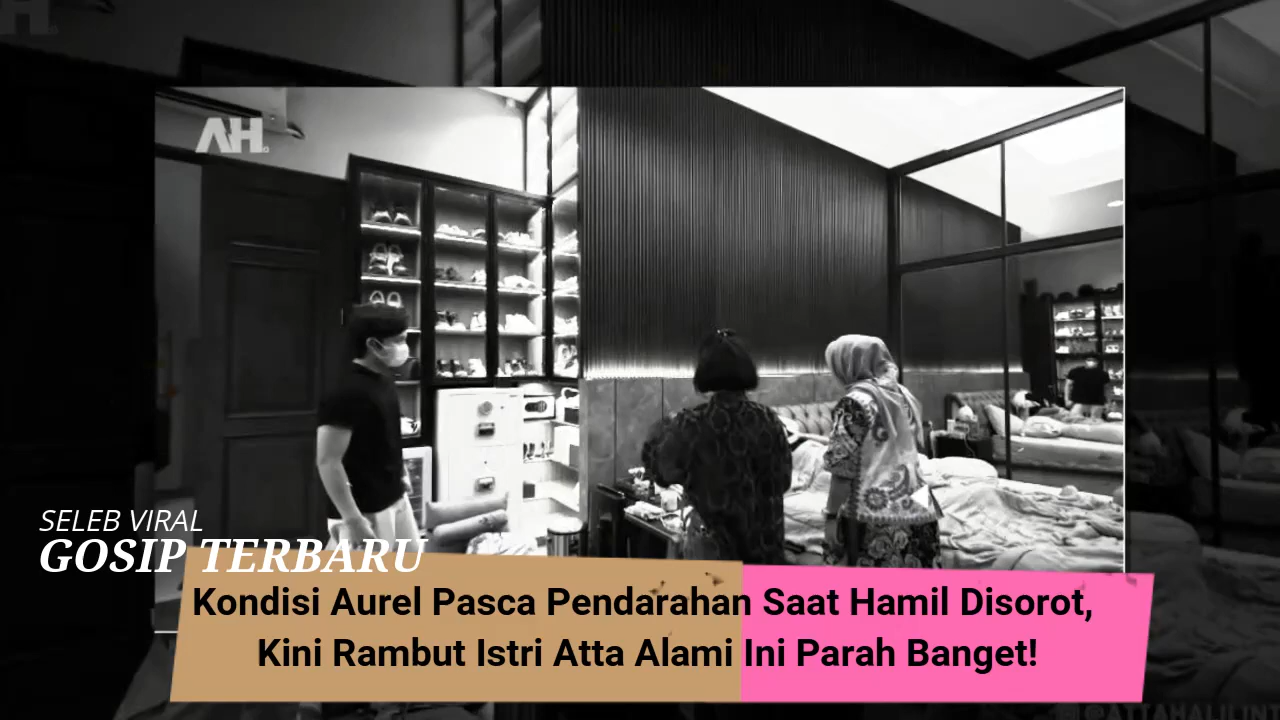 AH
SELEB VIRAL
GOSIP TERBARU
Kondisi Aurel Pasca Pendarahan Saat Hamil Disorot,
Kini Rambut Istri Atta Alami Ini Parah Banget!